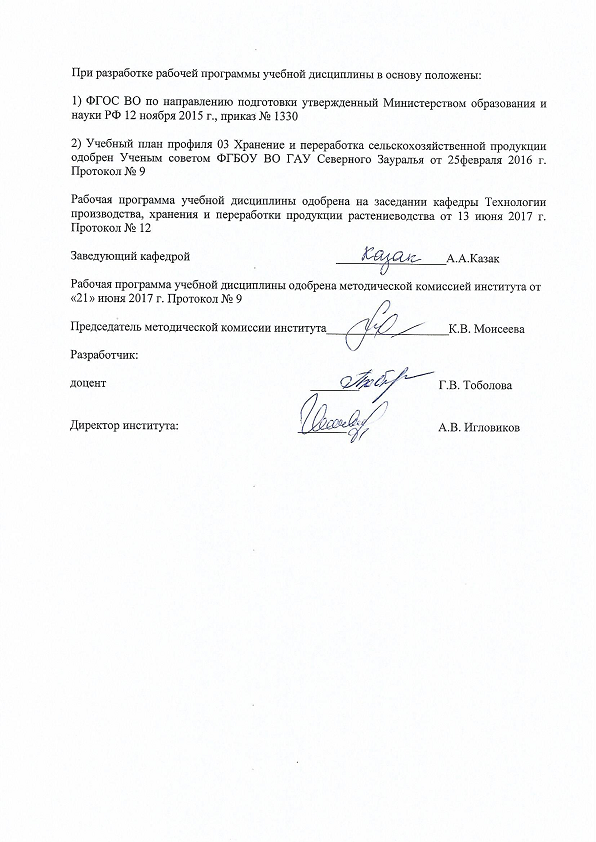 При разработке рабочей программы учебной дисциплины в основу положены:
1) ФГОС ВО по направлению подготовки утвержденный Министерством образования и
науки РФ 12 ноября 2015 г., приказ № 1330
2) Учебный план профиля 03 Хранение и переработка сельскохозяйственной продукции
одобрен Ученым советом ФГБОУ ВО ГАУ Северного Зауралья от 25февраля 2016 г.
Протокол № 9
Рабочая программа учебной дисциплины одобрена на заседании кафедры Технологии
производства, хранения и переработки продукции растениеводства от 13 июня 2017 г.
Протокол № 12
Заведующий кафедрой Казак А.А.Казак
Рабочая программа учебной дисциплины одобрена методической комиссией института от
«21» июня 2017 г. Протокол № 9
Председатель методической комиссии института К.В. Моисеева
Разработчик:
доцент Г.В. Тоболова
Директор института: А.В. Игловиков